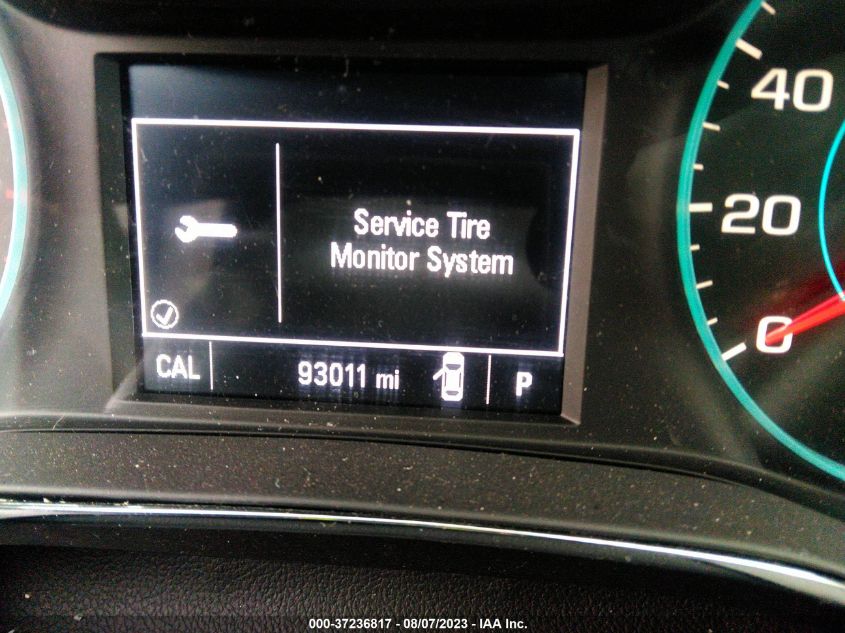 40
20
0
Service Tire
Monitor System
CAL
93011 mi
P
000-37236817 - 08/07/2023 - IAA Inc.